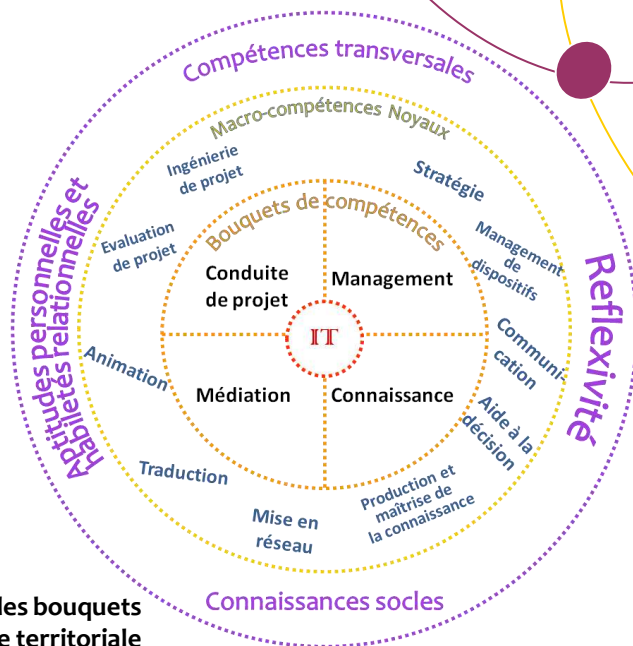 Compétences transversales
Macro-compétences Noyaux
Ingénierie
de projet
Stratégie
Evaluation
de projet
Management
de
dispositifs
Bouquets de compétences
Conduite
de projet
Management
IT
Aptitudes personnelles et
habiletés relationnelles
Reflexivité
Animation
Communi-
cation
Médiation
Connaissance
Aide à la
décision
Traduction
Mise en
réseau
Production et
maîtrise de
la connaissance
Connaissances socles
les bouquets
e territoriale